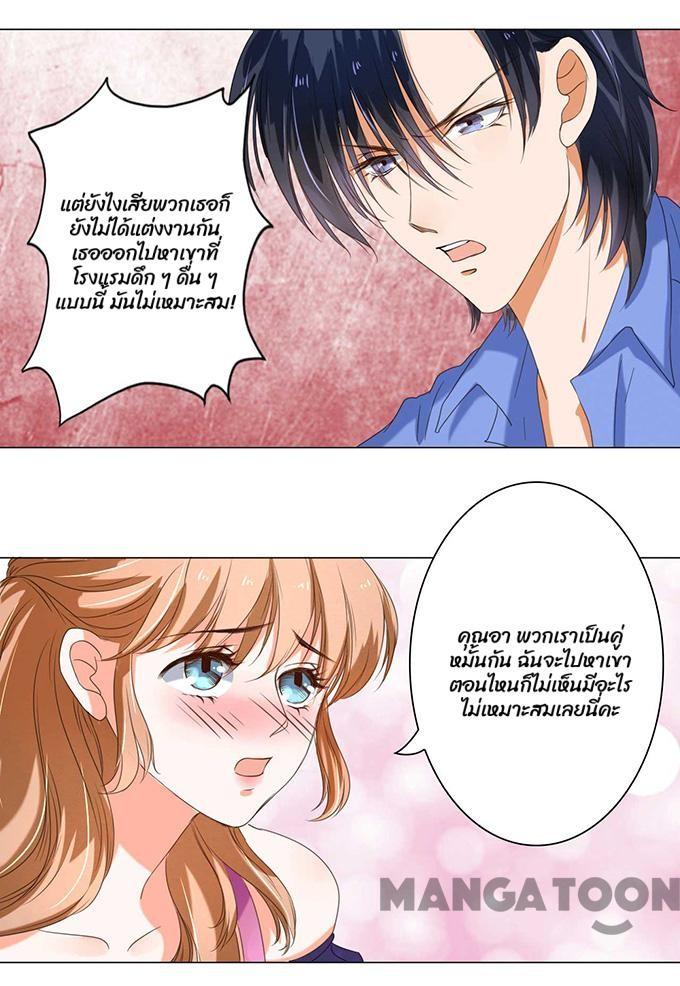 แต่ยังไงเสียพวกเธอก็
ยังไม่ได้แต่งงานกัน
เธอออกไปหาเขาที่
โรงแรมดึก ๆ ดื่น ๆ
แบบนี้ มันไม่เหมาะสม!
คุณอา พวกเราเป็นคู่
หมั้นกัน ฉันจะไปหาเขา
ตอนไหนก็ไม่เห็นมีอะไร
ไม่เหมาะสมเลยนี่คะ
MANGATOON